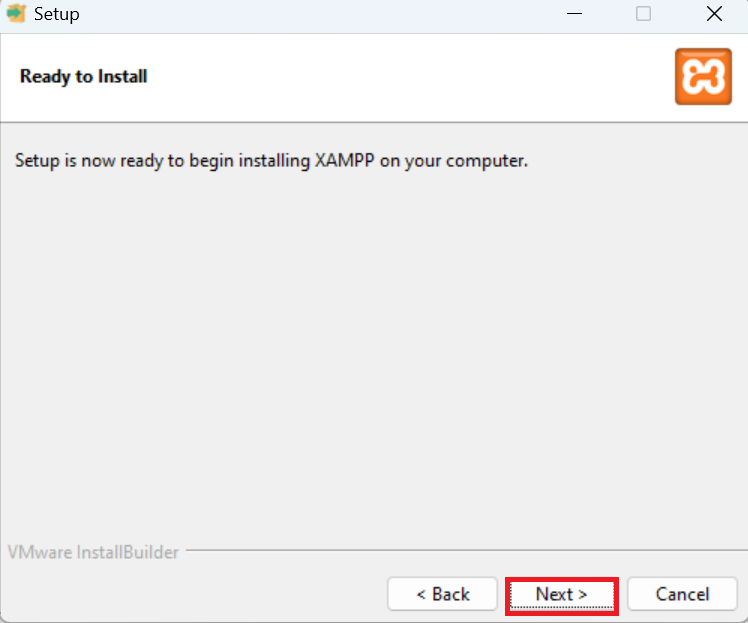 Setup
Ready to Install
Setup is now ready to begin installing XAMPP on your computer.
VMware InstallBuilder
< Back
Next >
Cancel